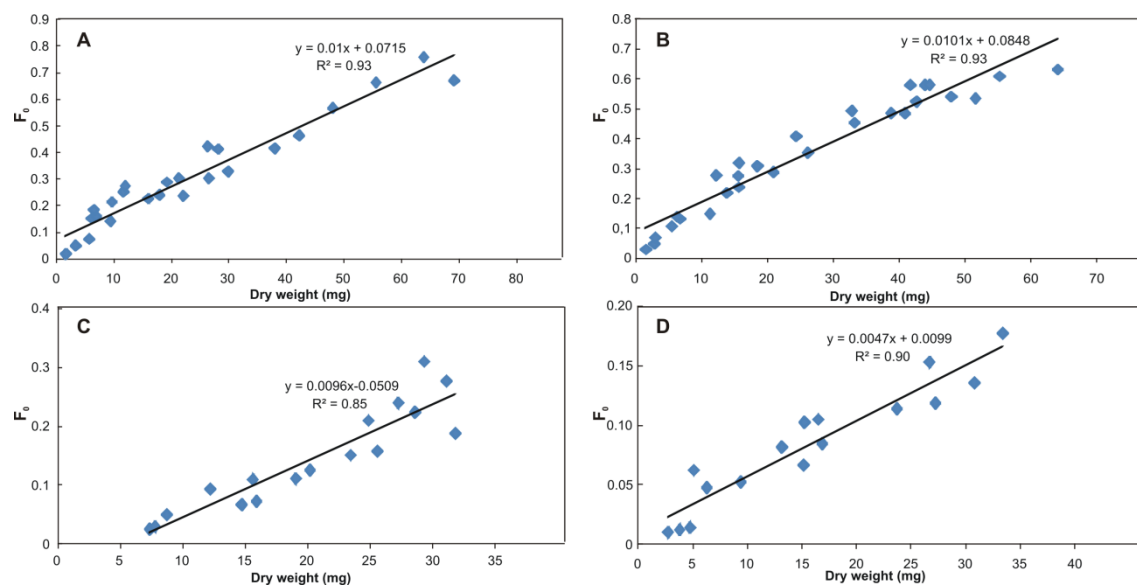 A
y = 0.01x + 0.0715
R² = 0.93
F₀
0.9
0.8
0.7
0.6
0.5
0.4
0.3
0.2
0.1
0
0 10 20 30 40 50 60 70 80
Dry weight (mg)
B
y = 0.0101x + 0.0848
R² = 0.93
F₀
0.8
0.7
0.6
0.5
0.4
0.3
0.2
0.1
0
0 10 20 30 40 50 60 70
Dry weight (mg)
C
y = 0.0096x-0.0509
R² = 0.85
F₀
0.4
0.3
0.2
0.1
0
0 5 10 15 20 25 30 35
Dry weight (mg)
D
y = 0.0047x + 0.0099
R² = 0.90
F₀
0.20
0.15
0.10
0.05
0
0 5 10 15 20 25 30 35 40
Dry weight (mg)